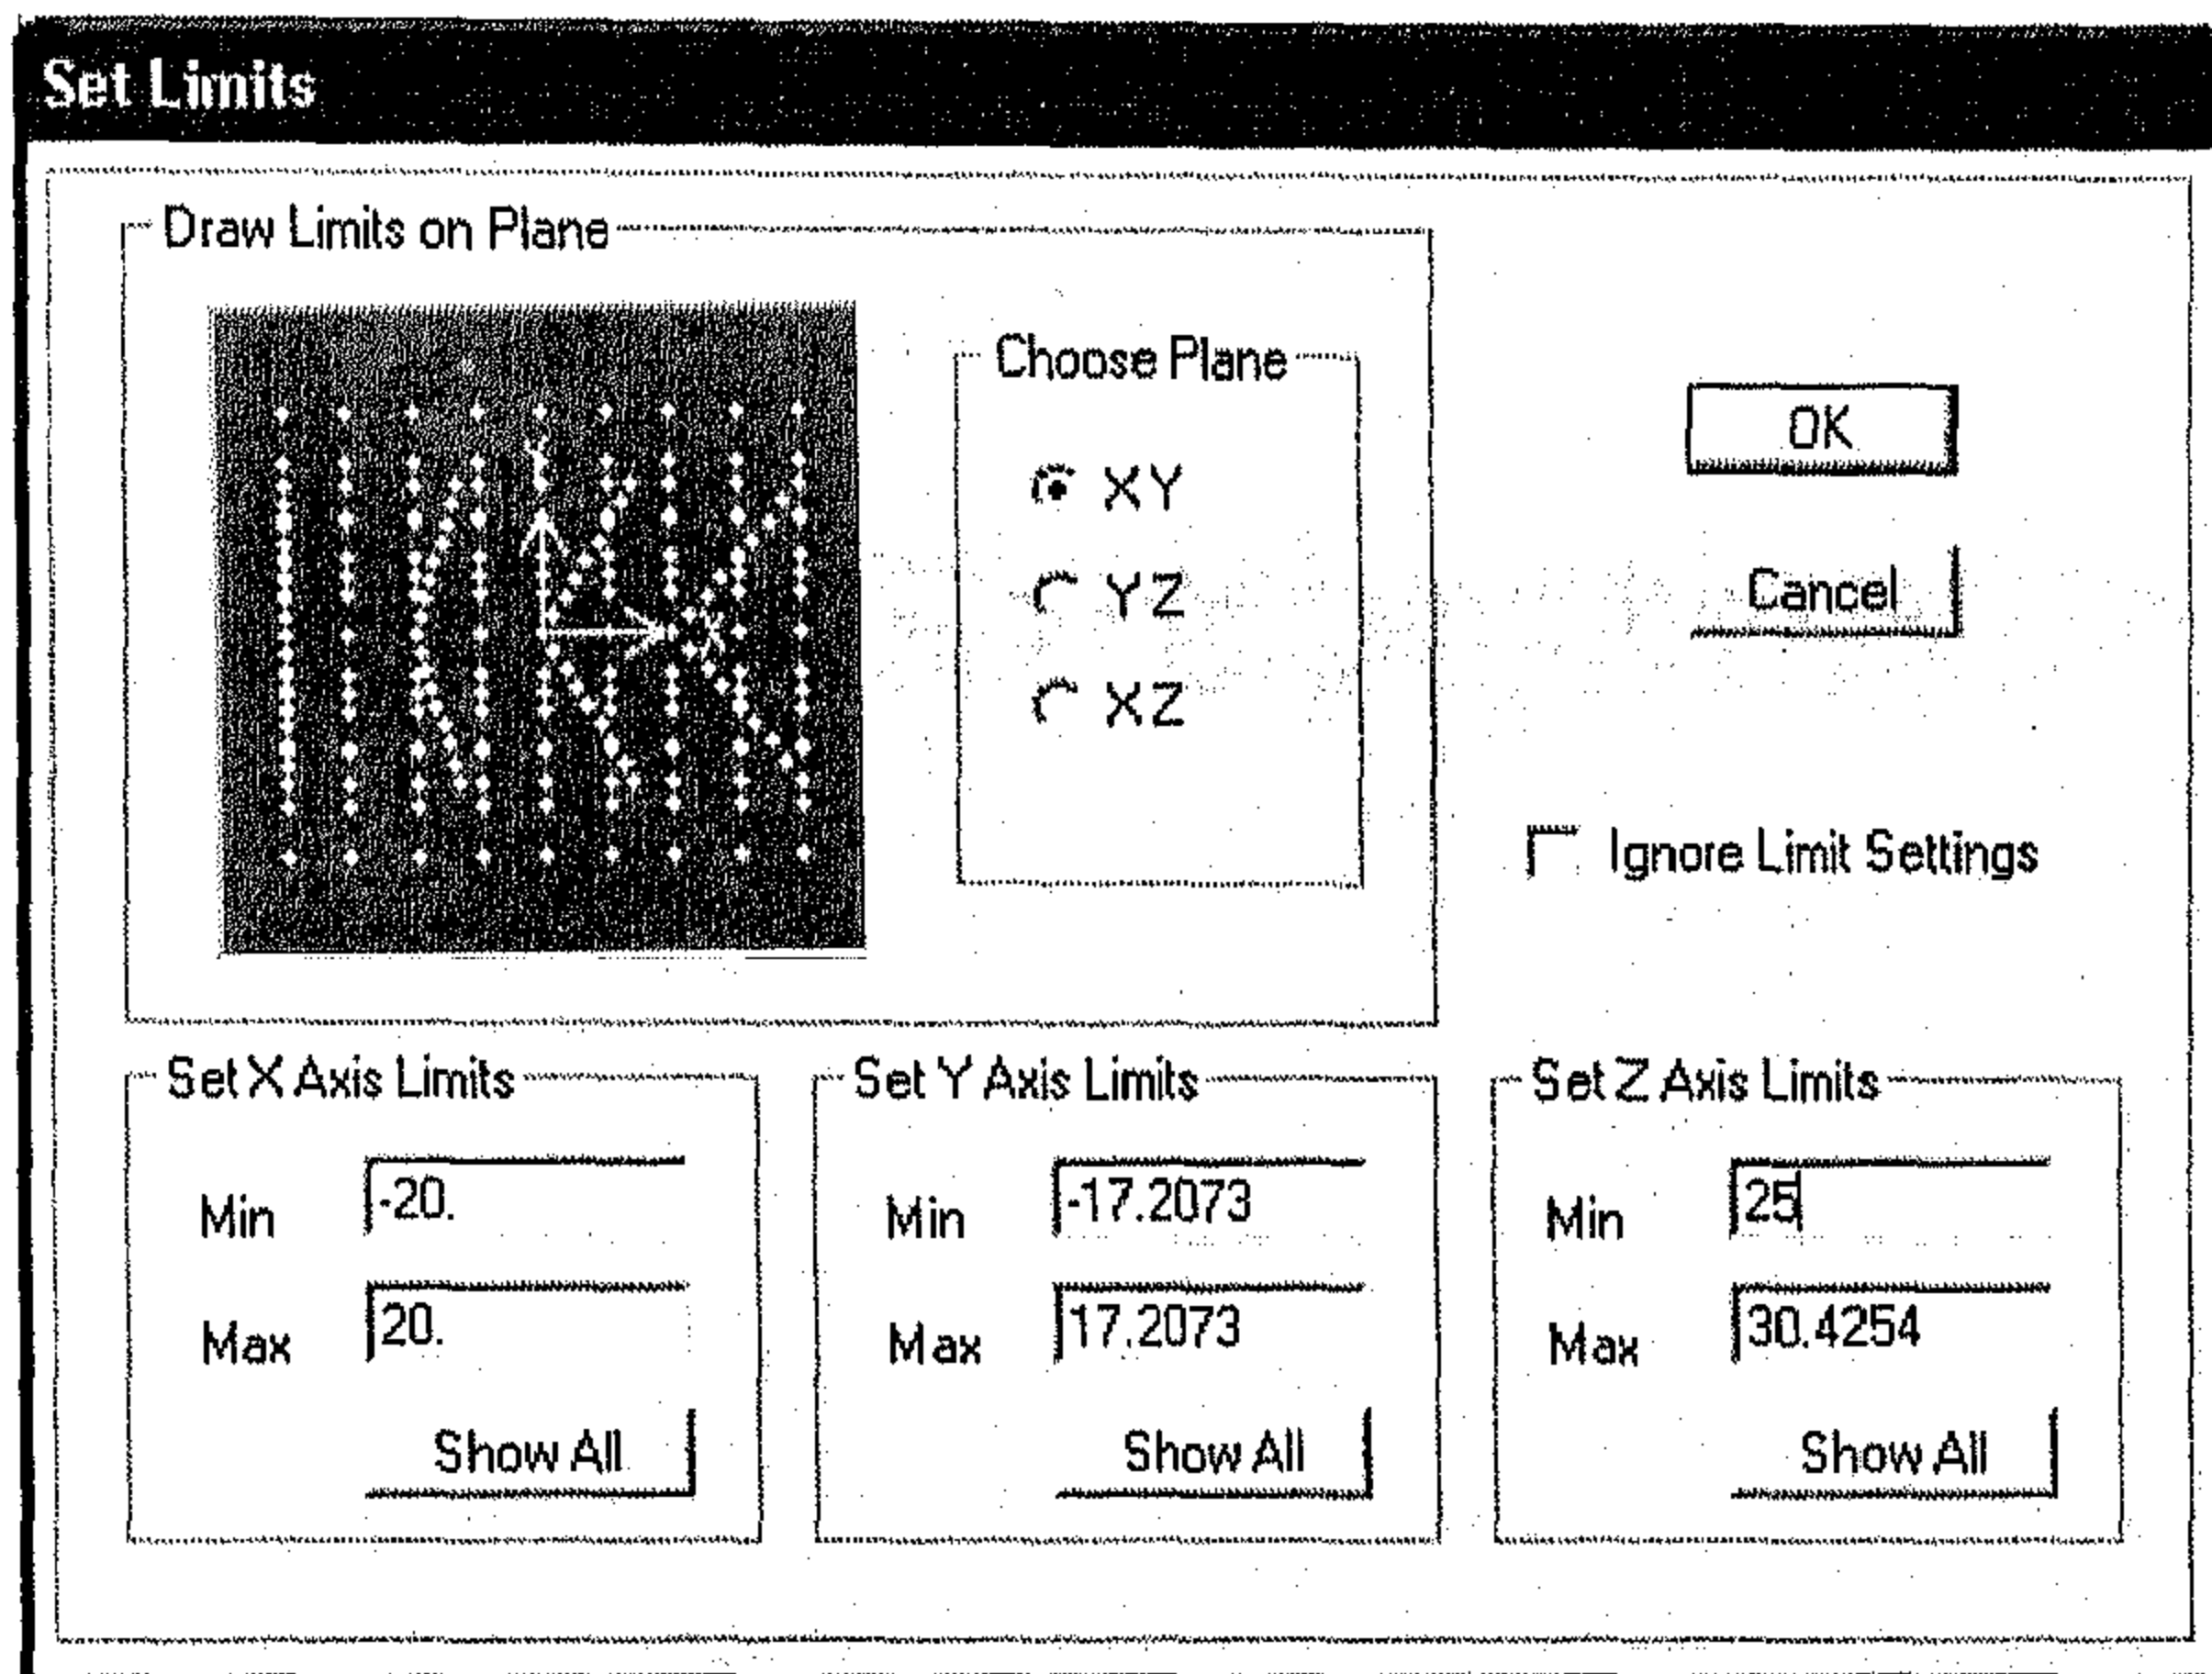 Set Limits
Draw Limits on Plane
Y
X
Choose Plane
XY
YZ
XZ
OK
Cancel
Ignore Limit Settings
Set X Axis Limits
Min -20.
Max 20.
Show All
Set Y Axis Limits
Min -17.2073
Max 17.2073
Show All
Set Z Axis Limits
Min 25
Max 30.4254
Show All